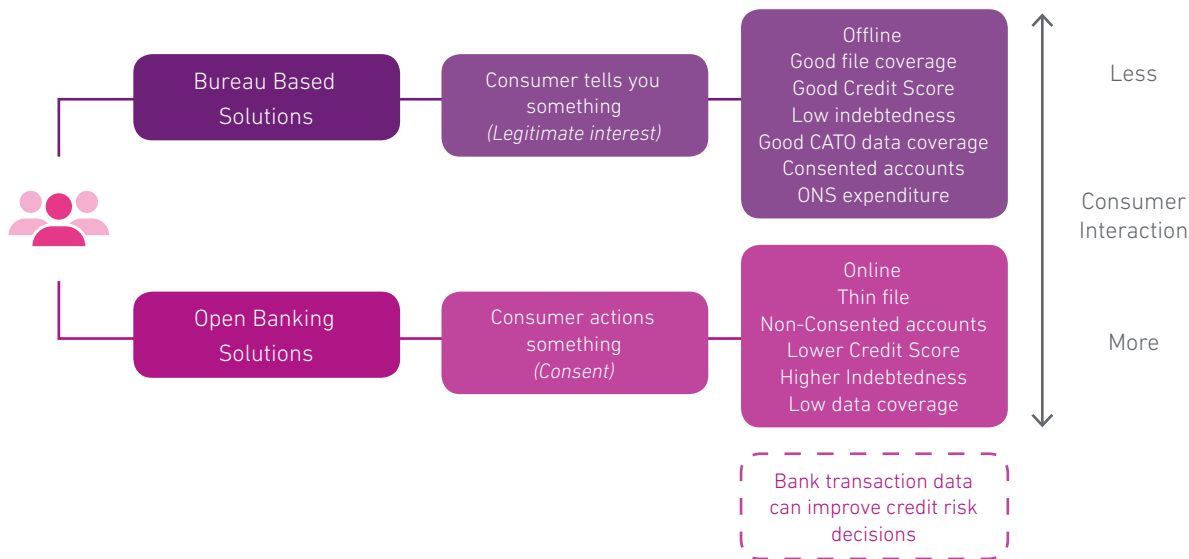 Bureau Based
Solutions
Consumer tells you
something
(Legitimate interest)
Offline
Good file coverage
Good Credit Score
Low indebtedness
Good CATO data coverage
Consented accounts
ONS expenditure
Less
Consumer
Interaction
More
Open Banking
Solutions
Consumer actions
something
(Consent)
Online
Thin file
Non-Consented accounts
Lower Credit Score
Higher Indebtedness
Low data coverage
Bank transaction data
can improve credit risk
decisions